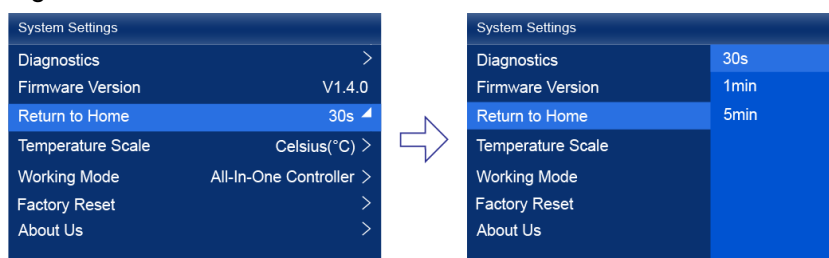 System Settings
Diagnostics >
Firmware Version V1.4.0
Return to Home 30s
Temperature Scale Celsius(°C) >
Working Mode All-In-One Controller >
Factory Reset >
About Us >
System Settings
Diagnostics 30s
Firmware Version 1min
Return to Home 5min
Temperature Scale
Working Mode
Factory Reset
About Us